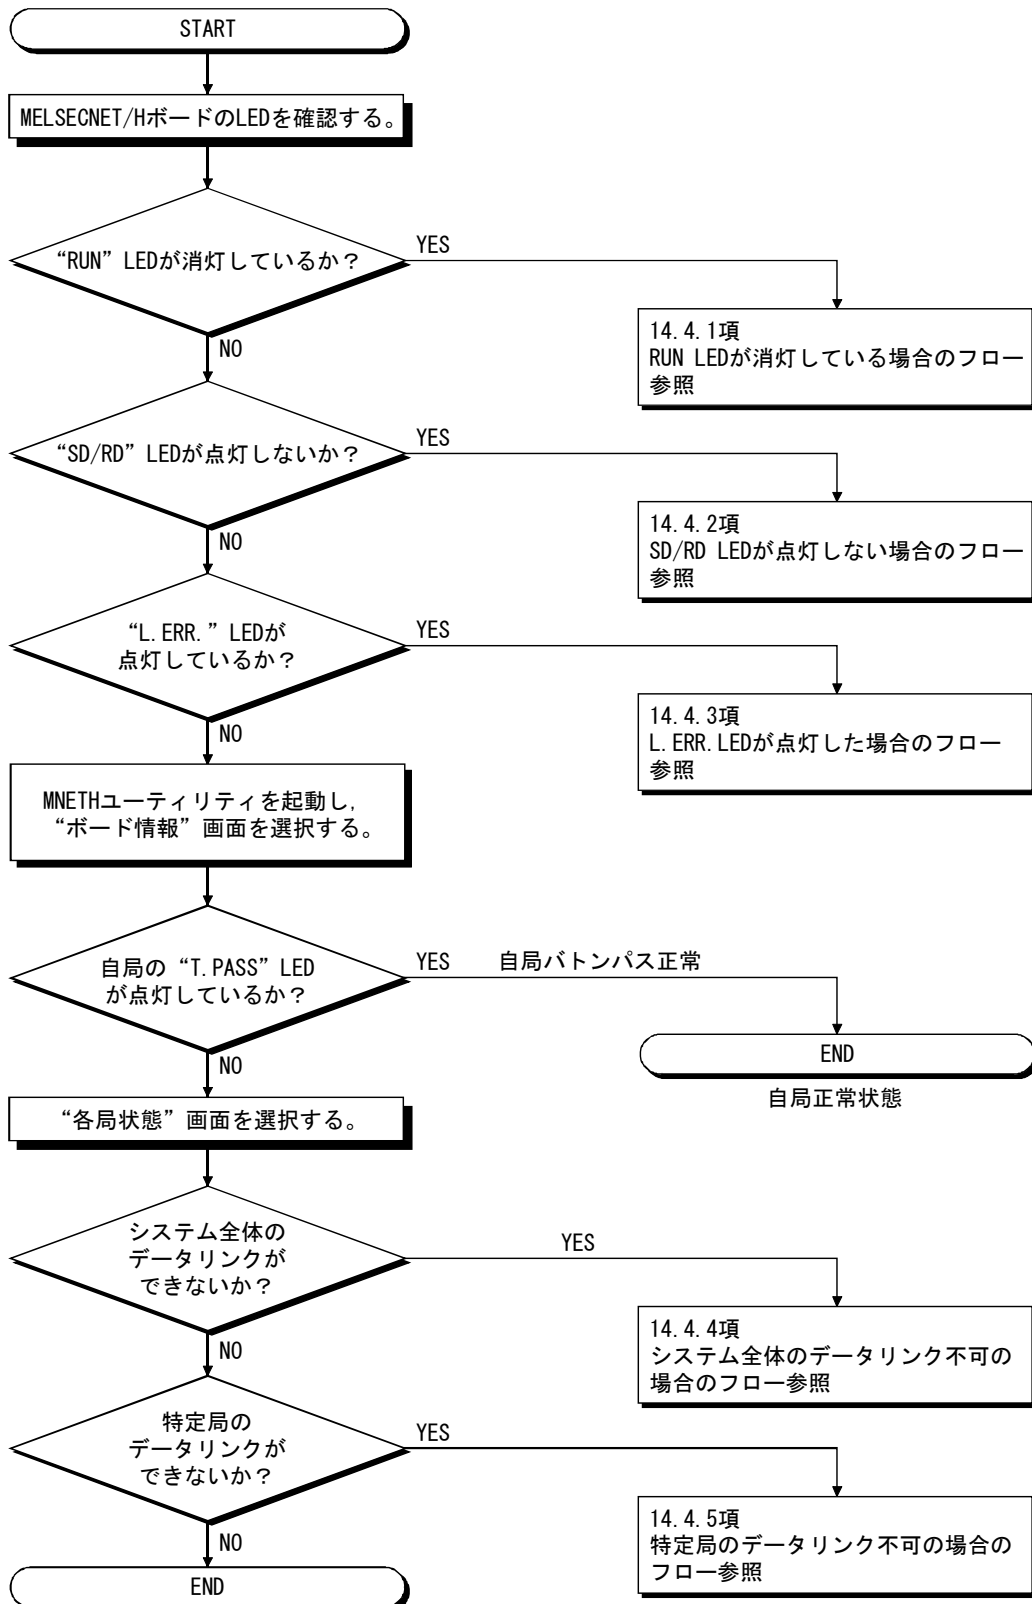 START
MELSECNET/HボードのLEDを確認する。
“RUN” LEDが消灯しているか？
YES
14.4.1項
RUN LEDが消灯している場合のフロー
参照
NO
“SD/RD” LEDが点灯しないか？
YES
14.4.2項
SD/RD LEDが点灯しない場合のフロー
参照
NO
“L.ERR.” LEDが
点灯しているか？
YES
14.4.3項
L.ERR.LEDが点灯した場合のフロー
参照
NO
MNETHユーティリティを起動し,
“ボード情報” 画面を選択する。
自局の “T.PASS” LED
が点灯しているか？
YES 自局バトンパス正常
END
自局正常状態
NO
“各局状態” 画面を選択する。
システム全体の
データリンクが
できないか？
YES
14.4.4項
システム全体のデータリンク不可の
場合のフロー参照
NO
特定局の
データリンクが
できないか？
YES
14.4.5項
特定局のデータリンク不可の場合の
フロー参照
NO
END